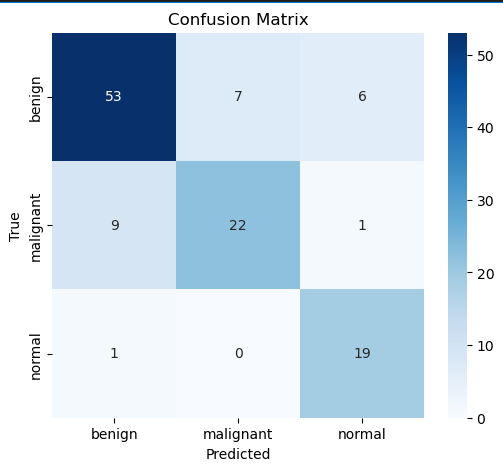 Confusion Matrix
benign
53
7
6
50
40
True
malignant
9
22
1
30
20
normal
1
0
19
10
0
benign
malignant
normal
Predicted